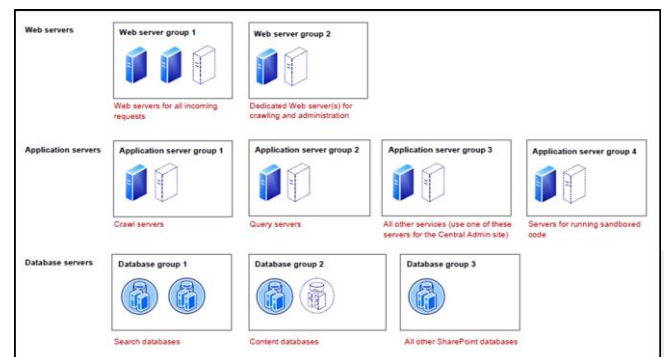 Web servers
Web server group 1
Web server group 2
Web servers for all incoming
requests
Dedicated Web server(s) for
crawling and administration
Application servers
Application server group 1
Application server group 2
Application server group 3
Application server group 4
Crawl servers
Query servers
All other services (use one of these
servers for the Central Admin site)
Servers for running sandboxed
code
Database servers
Database group 1
Database group 2
Database group 3
Search databases
Content databases
All other SharePoint databases